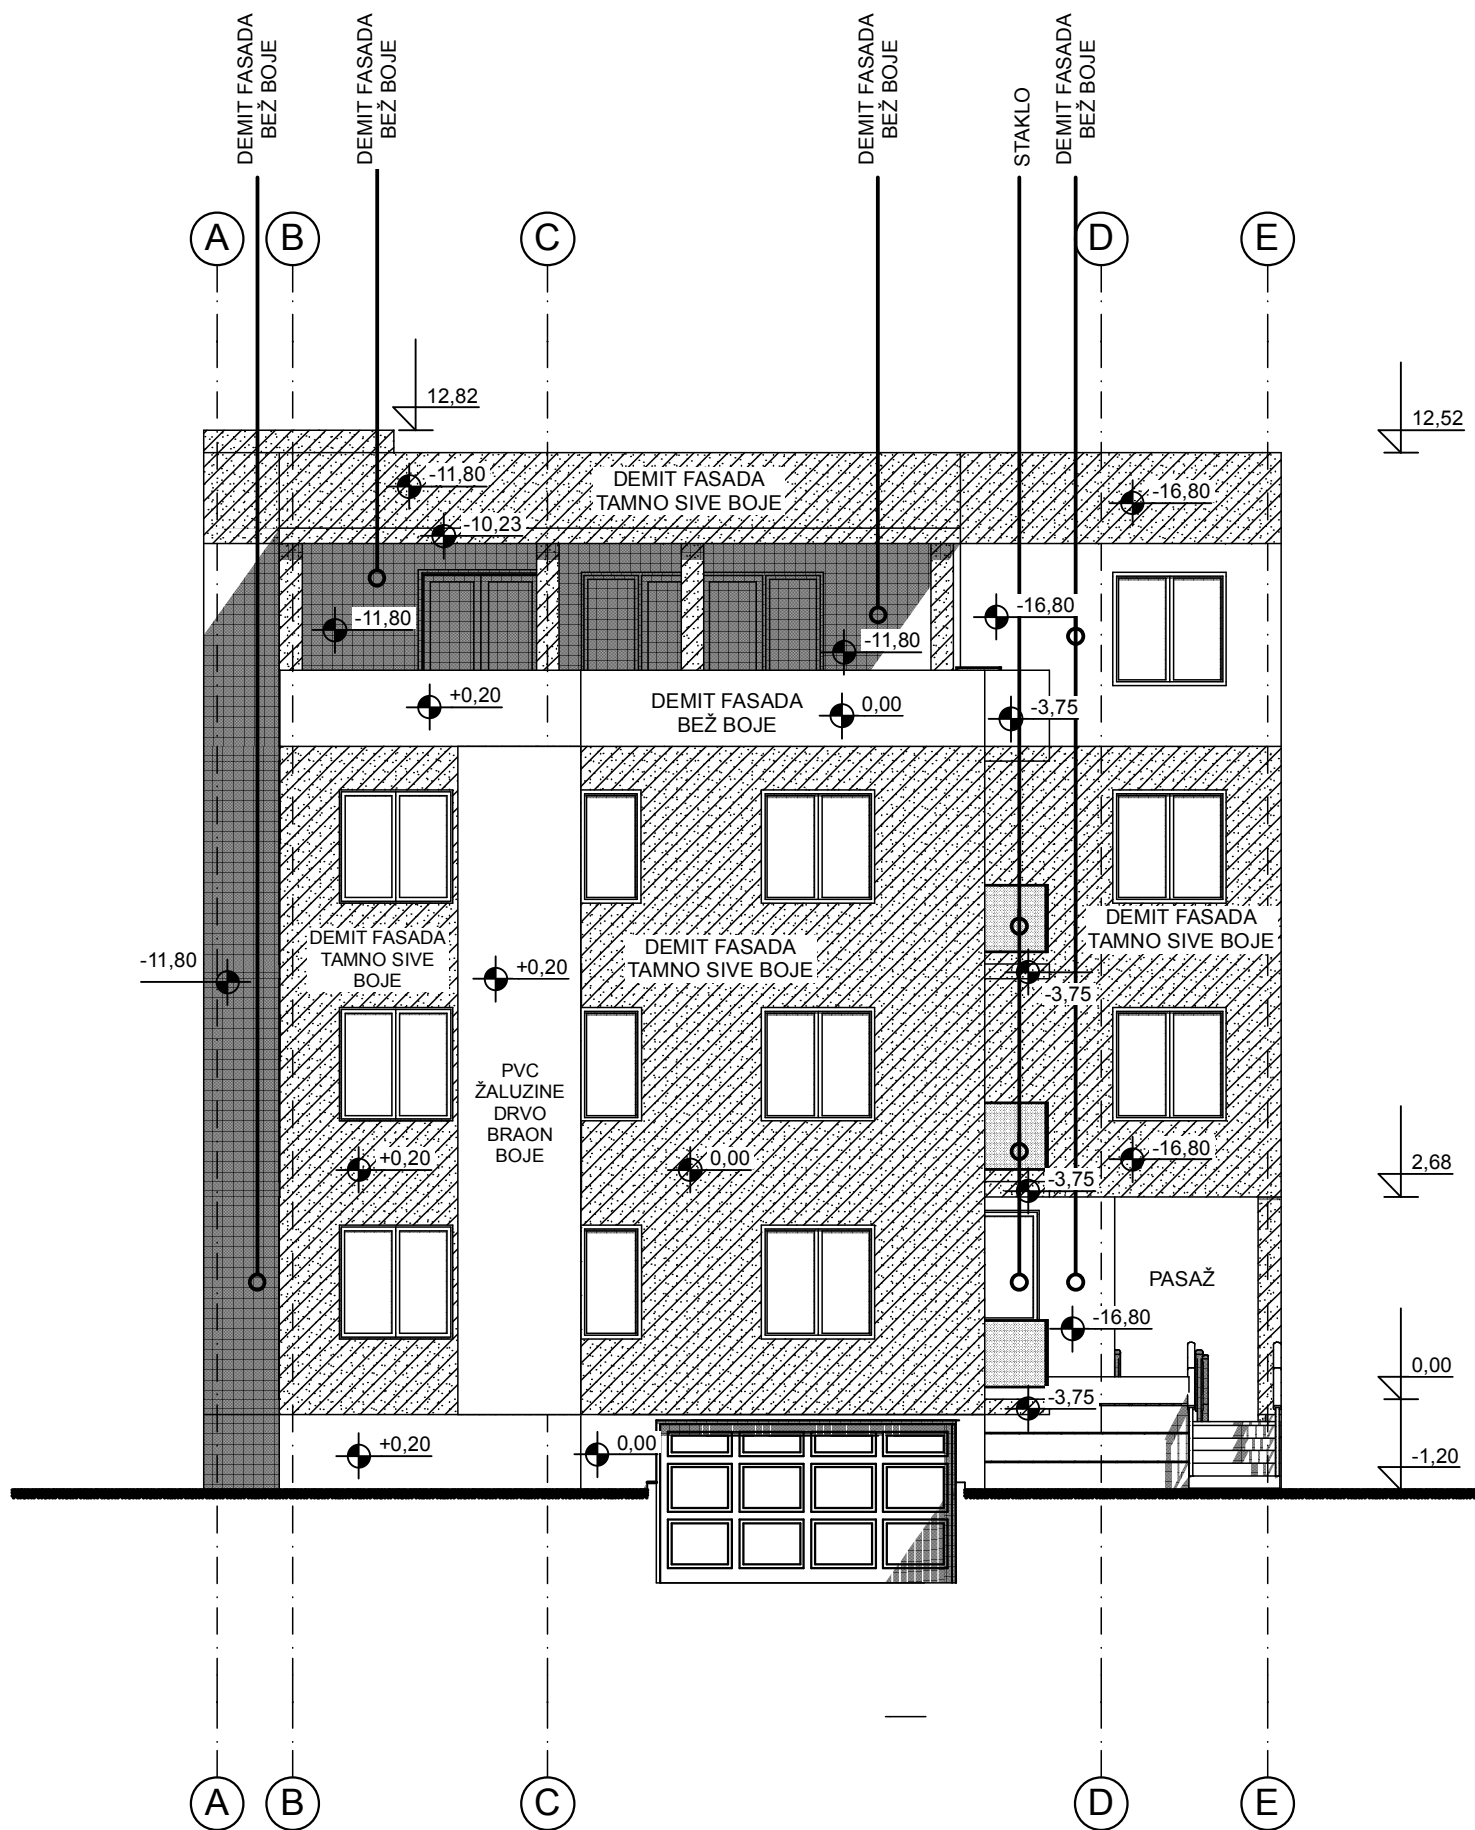 DEMIT FASADA
BEŽ BOJE
DEMIT FASADA
BEŽ BOJE
DEMIT FASADA
BEŽ BOJE
STAKLO
DEMIT FASADA
BEŽ BOJE
A
B
C
D
E
12,82
12,52
-11,80
DEMIT FASADA
TAMNO SIVE BOJE
-16,80
-10,23
-11,80
-11,80
-16,80
+0,20
DEMIT FASADA
BEŽ BOJE
0,00
-3,75
DEMIT FASADA
TAMNO SIVE
BOJE
-11,80
+0,20
DEMIT FASADA
TAMNO SIVE BOJE
DEMIT FASADA
TAMNO SIVE BOJE
-3,75
PVC
ŽALUZINE
DRVO
BRAON
BOJE
+0,20
0,00
-16,80
-3,75
2,68
PASAŽ
-16,80
0,00
-3,75
+0,20
0,00
-1,20
A
B
C
D
E